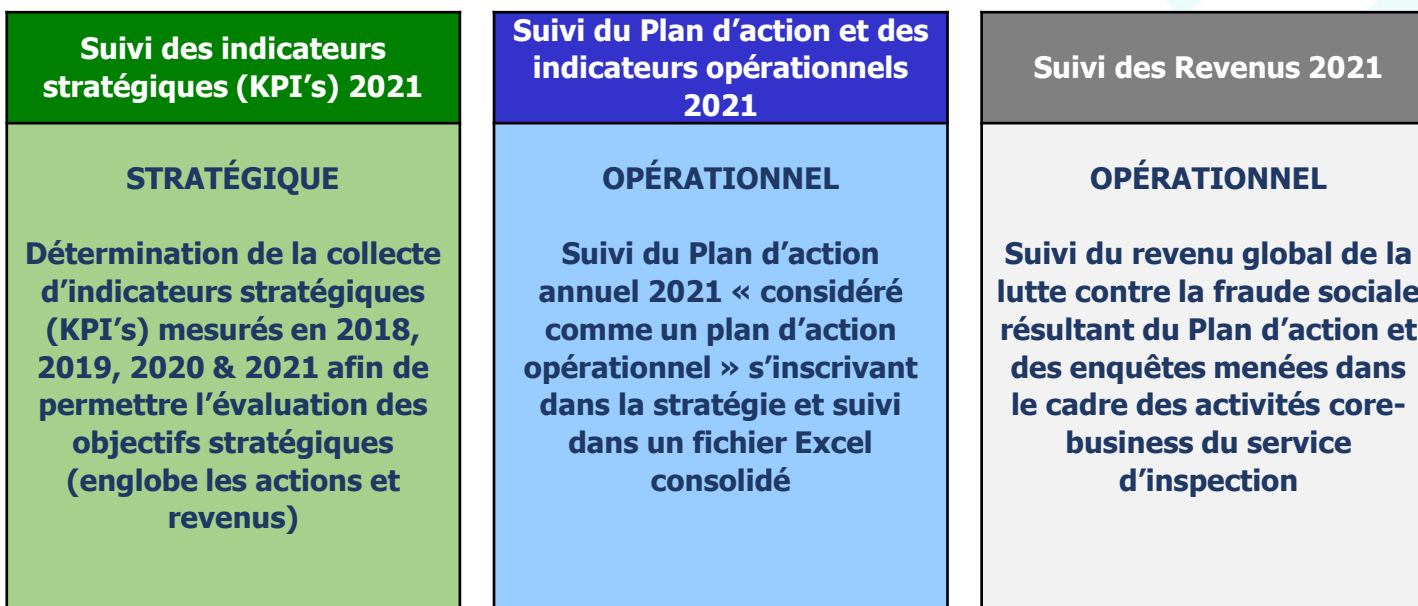 Suivi des indicateurs
stratégiques (KPI’s) 2021
STRATÉGIQUE
Détermination de la collecte
d’indicateurs stratégiques
(KPI’s) mesurés en 2018,
2019, 2020 & 2021 afin de
permettre l’évaluation des
objectifs stratégiques
(englobe les actions et
revenus)
Suivi du Plan d’action et des
indicateurs opérationnels
2021
OPÉRATIONNEL
Suivi du Plan d’action
annuel 2021 « considéré
comme un plan d’action
opérationnel » s’inscrivant
dans la stratégie et suivi
dans un fichier Excel
consolidé
Suivi des Revenus 2021
OPÉRATIONNEL
Suivi du revenu global de la
lutte contre la fraude sociale
résultant du Plan d’action et
des enquêtes menées dans
le cadre des activités core-
business du service
d’inspection